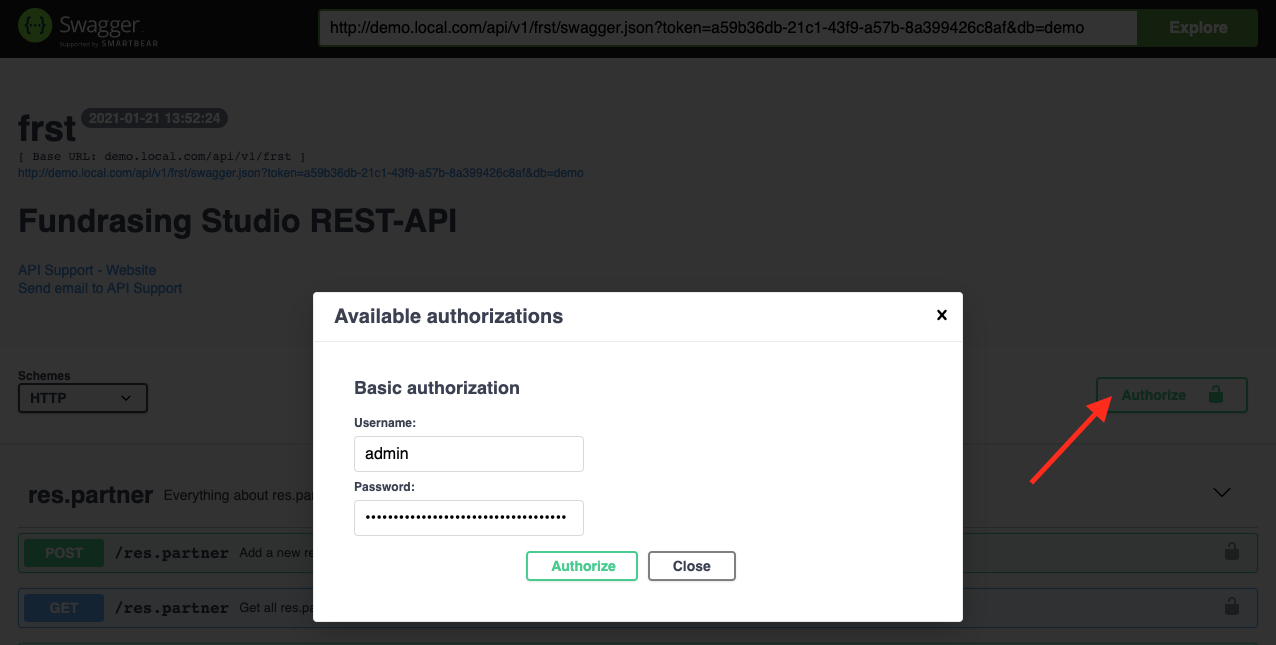 Swagger
Supported by SMARTBEAR
http://demo.local.com/api/v1/frst/swagger.json?token=a59b36db-21c1-43f9-a57b-8a399426c8af&db=demo
Explore
frst 2021-01-21 13:52:24
[ Base URL: demo.local.com/api/v1/frst ]
http://demo.local.com/api/v1/frst/swagger.json?token=a59b36db-21c1-43f9-a57b-8a399426c8af&db=demo
Fundrasing Studio REST-API
API Support - Website
Send email to API Support
Available authorizations
Basic authorization
Username:
admin
Password:
••••••••••••••••••••••••••••••••••••
Authorize Close
Schemes
HTTP
Authorize
res.partner Everything about res.pa
POST /res.partner Add a new re
GET /res.partner Get all res.pa